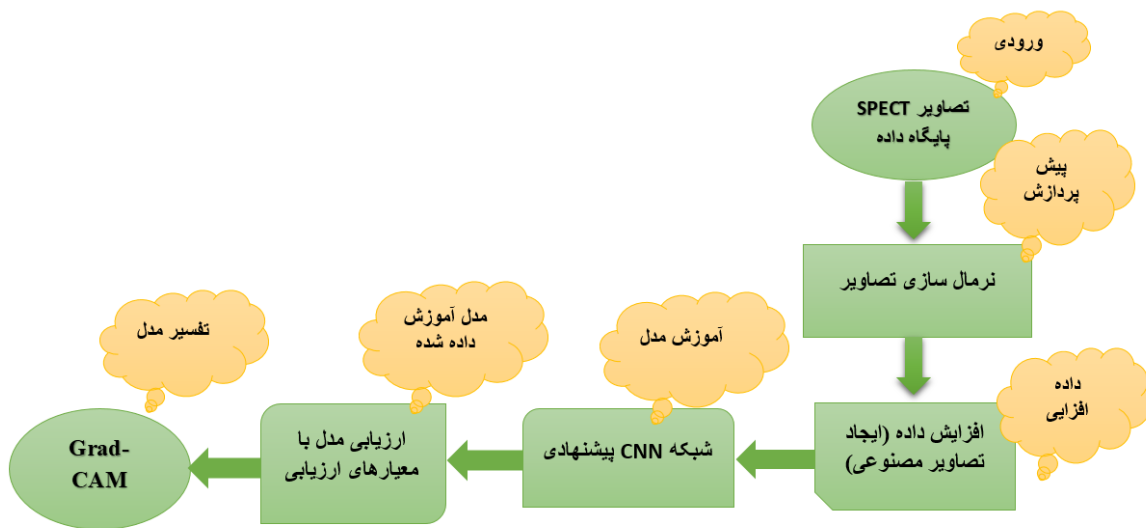 ورودی
تصاویر SPECT
پایگاه داده
پیش
پردازش
نرمال سازی تصاویر
داده
افزایی
افزایش داده (ایجاد
تصاویر مصنوعی)
آموزش مدل
شبکه CNN پیشنهادی
مدل آموزش
داده شده
ارزیابی مدل با
معیارهای ارزیابی
تفسیر مدل
Grad-
CAM